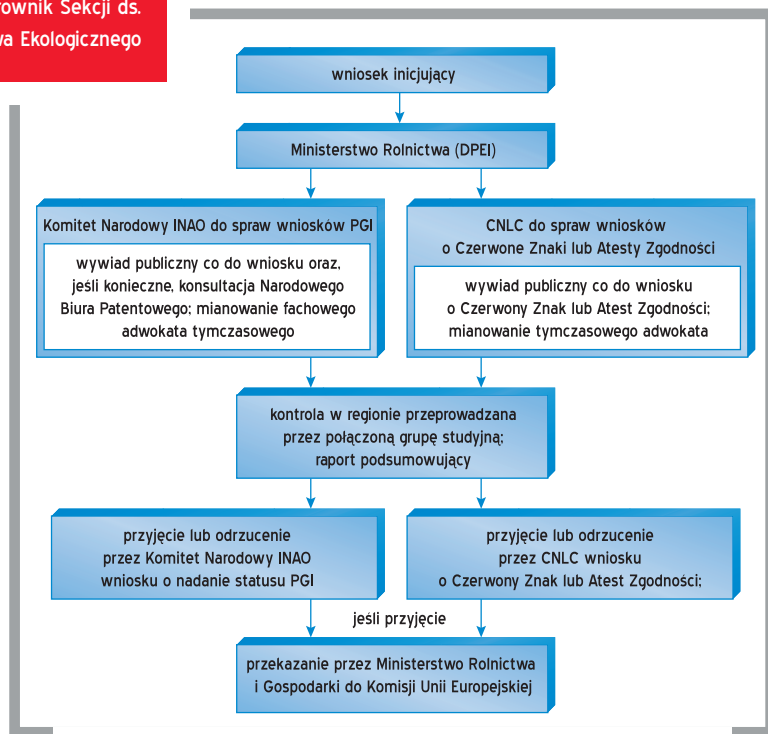 Sekcji ds.
Ekologicznego
wniosek inicjujący
Ministerstwo Rolnictwa (DPEI)
Komitet Narodowy INAO do spraw wniosków PGI
wywiad publiczny co do wniosku oraz,
jeśli konieczne, konsultacja Narodowego
Biura Patentowego; mianowanie fachowego
adwokata tymczasowego
CNLC do spraw wniosków
o Czerwone Znaki lub Atesty Zgodności
wywiad publiczny co do wniosku
o Czerwony Znak lub Atest Zgodności;
mianowanie tymczasowego adwokata
kontrola w regionie przeprowadzana
przez połączoną grupę studyjną;
raport podsumowujący
przyjęcie lub odrzucenie
przez Komitet Narodowy INAO
wniosku o nadanie statusu PGI
przyjęcie lub odrzucenie
przez CNLC wniosku
o Czerwony Znak lub Atest Zgodności;
jeśli przyjęcie
przekazanie przez Ministerstwo Rolnictwa
i Gospodarki do Komisji Unii Europejskiej